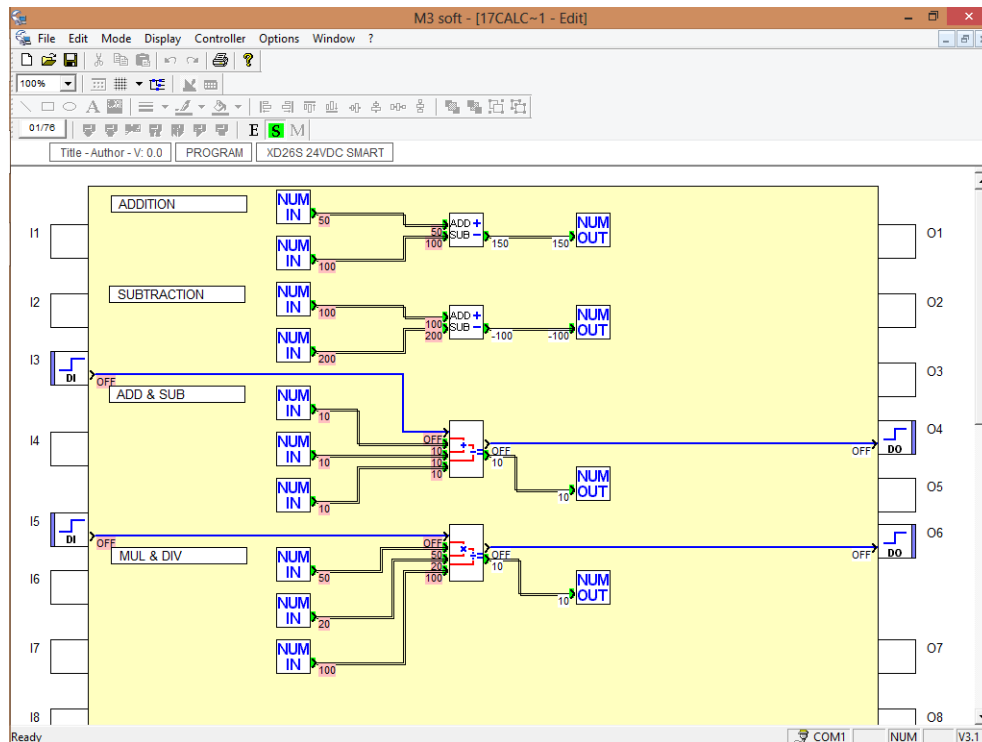 M3 soft - [17CALC~1 - Edit]
File Edit Mode Display Controller Options Window ?
100%
A
01/76 E S M
Title - Author - V: 0.0 PROGRAM XD26S 24VDC SMART
ADDITION
NUM IN
50
NUM IN
100
ADD +
SUB -
50
100
150
150
NUM OUT
I1
O1
SUBTRACTION
NUM IN
100
NUM IN
200
ADD +
SUB -
100
200
-100
-100
NUM OUT
I2
O2
I3
DI
OFF
O3
ADD & SUB
NUM IN
10
NUM IN
10
NUM IN
10
OFF
10
10
10
OFF
10
10
NUM OUT
I4
OFF
DO
O4
O5
I5
DI
OFF
MUL & DIV
NUM IN
50
NUM IN
20
NUM IN
100
OFF
50
20
100
OFF
10
10
NUM OUT
OFF
DO
O6
I6
I7
O7
I8
O8
Ready COM1 NUM V3.1